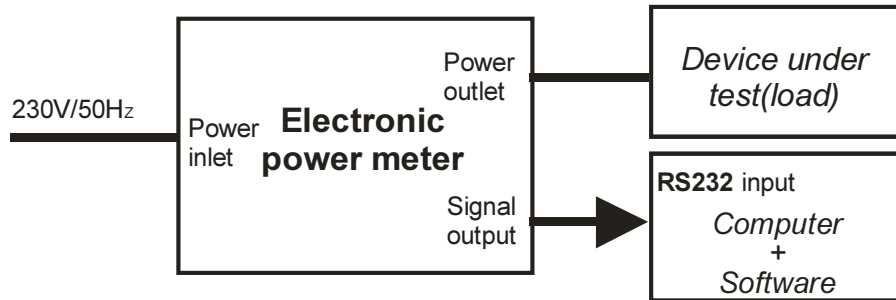 230V/50Hz
Power
inlet
Electronic
power meter
Power
outlet
Signal
output
Device under
test(load)
RS232 input
Computer
+
Software